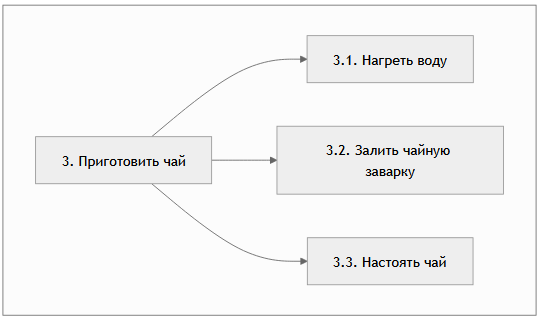 3.1. Нагреть воду
3. Приготовить чай
3.2. Залить чайную
заварку
3.3. Настоять чай